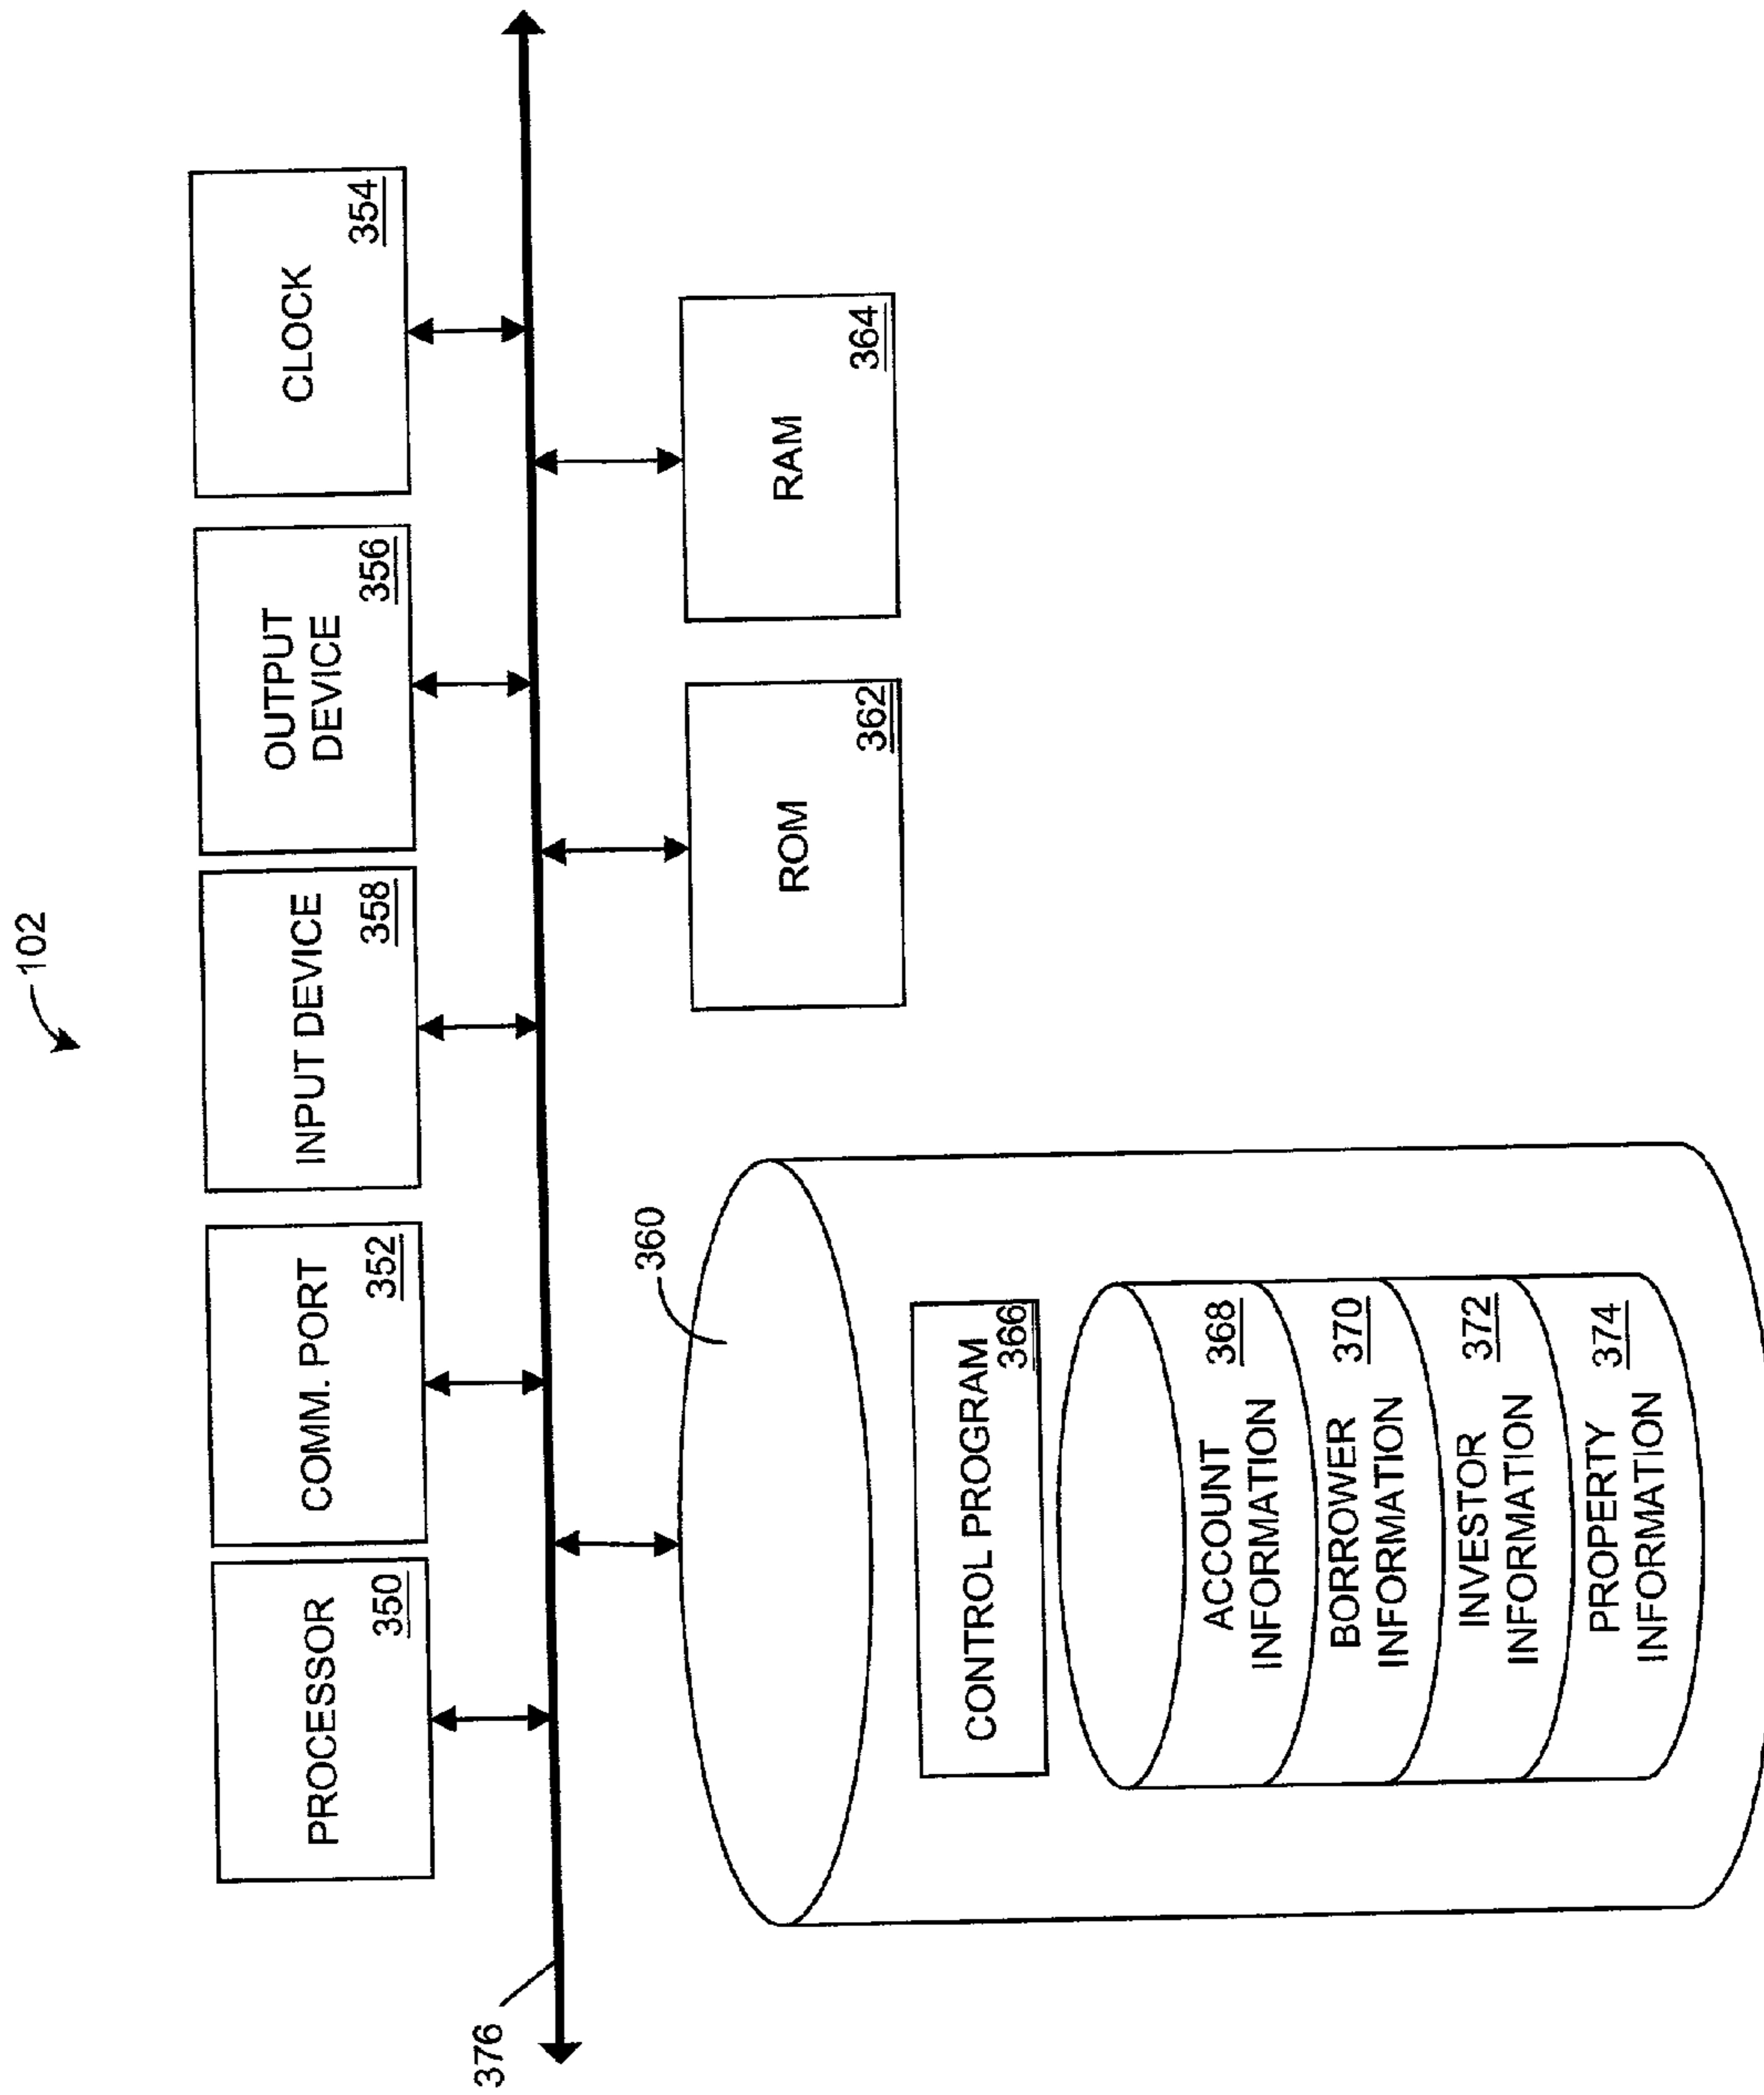 102
PROCESSOR
350
COMM. PORT
352
INPUT DEVICE
358
OUTPUT
DEVICE
356
CLOCK
354
376
360
ROM
362
RAM
364
CONTROL PROGRAM
366
ACCOUNT
INFORMATION
368
BORROWER
INFORMATION
370
INVESTOR
INFORMATION
372
PROPERTY
INFORMATION
374